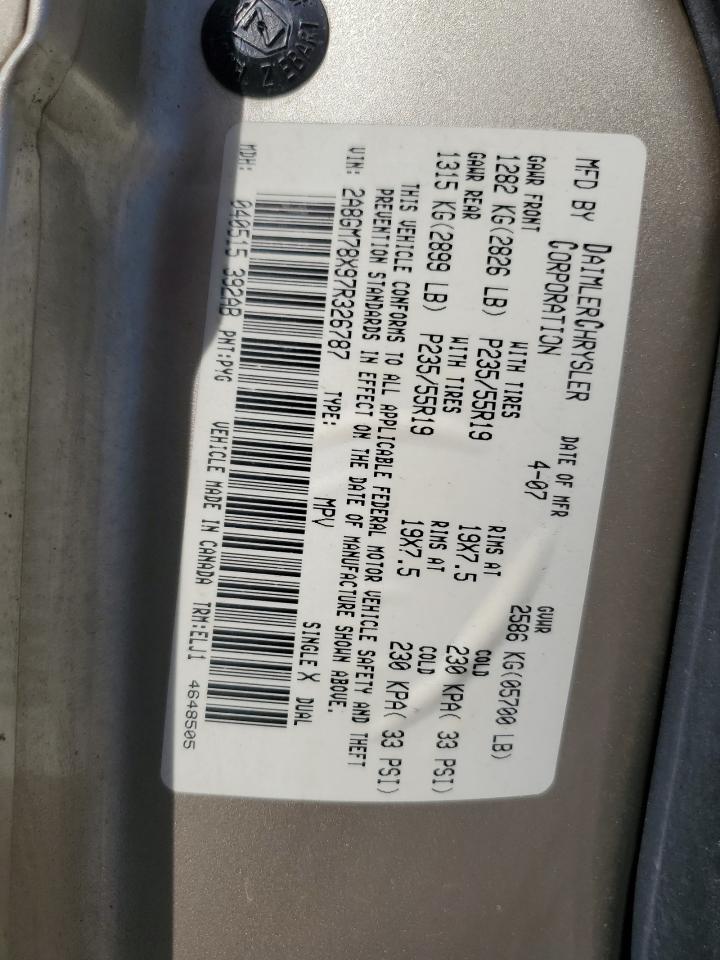 ZIEBART
MFD BY DAIMLERCHRYSLER CORPORATION DATE OF MFR 4-07 GVWR 2586 KG(05700 LB)
GAWR FRONT WITH TIRES RIMS AT COLD
1282 KG(2826 LB) P235/55R19 19X7.5 230 KPA( 33 PSI)
GAWR REAR WITH TIRES RIMS AT COLD
1315 KG(2899 LB) P235/55R19 19X7.5 230 KPA( 33 PSI)
THIS VEHICLE CONFORMS TO ALL APPLICABLE FEDERAL MOTOR VEHICLE SAFETY AND THEFT
PREVENTION STANDARDS IN EFFECT ON THE DATE OF MANUFACTURE SHOWN ABOVE.
VIN: 2A8GM78X97R326787 TYPE: MPV SINGLE X DUAL
MDH: 040515 392AB PNT:PYG VEHICLE MADE IN CANADA TRM:ELJ1 4648505